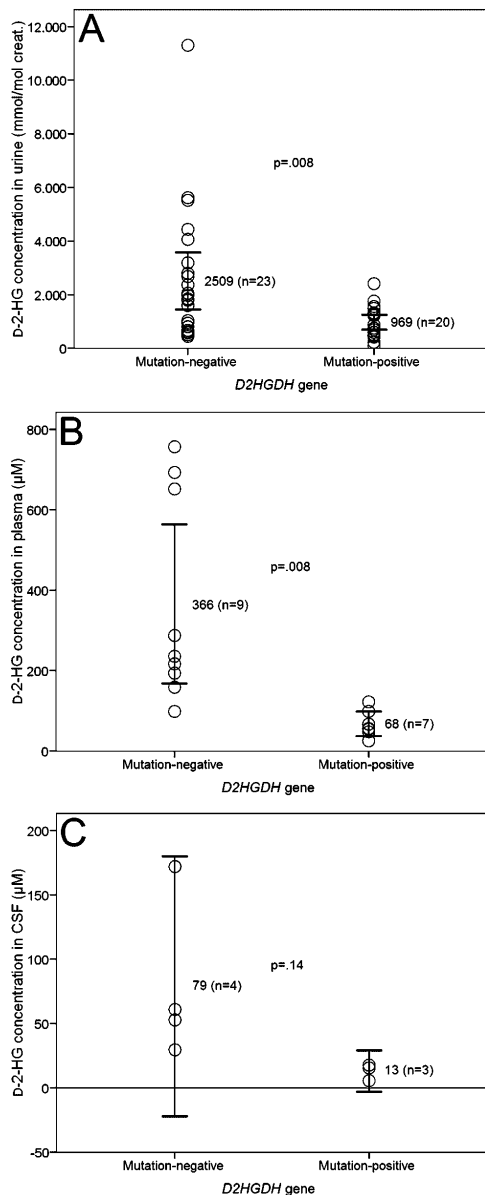 A
D-2-HG concentration in urine (mmol/mol creat.)
12.000
10.000
8.000
6.000
4.000
2.000
0
p=.008
2509 (n=23)
969 (n=20)
Mutation-negative
Mutation-positive
D2HGDH gene
B
D-2-HG concentration in plasma (µM)
800
600
400
200
0
p=.008
366 (n=9)
68 (n=7)
Mutation-negative
Mutation-positive
D2HGDH gene
C
D-2-HG concentration in CSF (µM)
200
150
100
50
0
-50
p=.14
79 (n=4)
13 (n=3)
Mutation-negative
Mutation-positive
D2HGDH gene